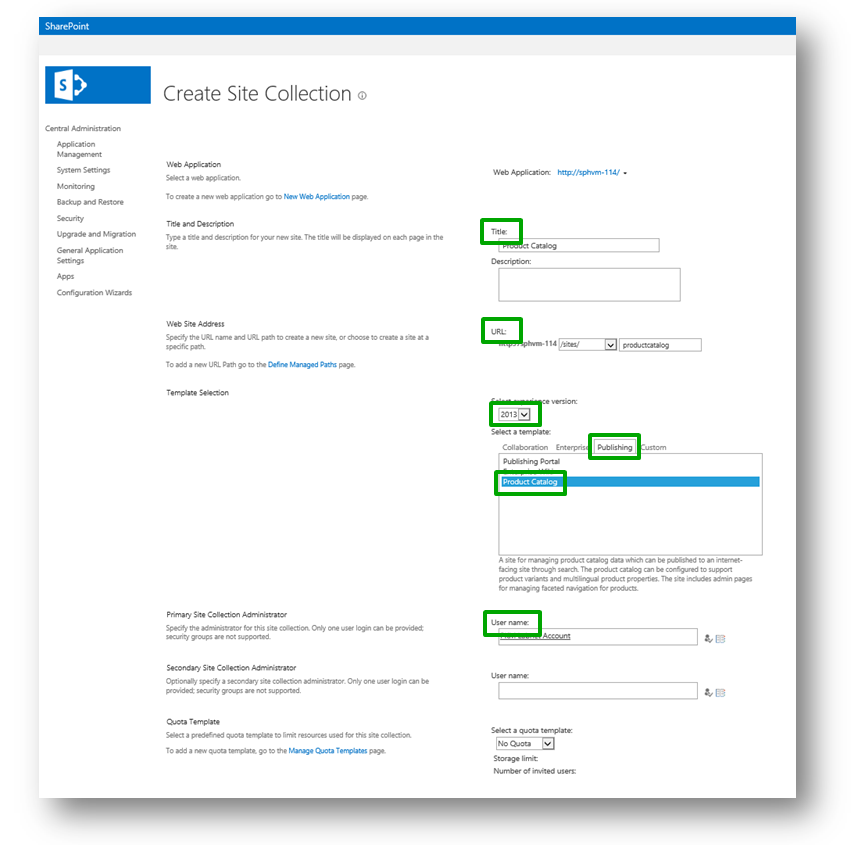 SharePoint
S
Create Site Collection
Central Administration
Application
Management
System Settings
Monitoring
Backup and Restore
Security
Upgrade and Migration
General Application
Settings
Apps
Configuration Wizards
Web Application
Select a web application.
To create a new web application go to New Web Application page.
Web Application: http://sphvm-114/
Title and Description
Type a title and description for your new site. The title will be displayed on each page in the
site.
Title:
Product Catalog
Description:
Web Site Address
Specify the URL name and URL path to create a new site, or choose to create a site at a
specific path.
To add a new URL Path go to the Define Managed Paths page.
URL:
http://sphvm-114 /sites/ productcatalog
Template Selection
Select experience version:
2013
Select a template:
Collaboration Enterprise Publishing Custom
Publishing Portal
Product Catalog
A site for managing product catalog data which can be published to an internet-
facing site through search. The product catalog can be configured to support
product variants and multilingual product properties. The site includes admin pages
for managing faceted navigation for products.
Primary Site Collection Administrator
Specify the administrator for this site collection. Only one user login can be provided;
security groups are not supported.
User name:
Account
Secondary Site Collection Administrator
Optionally specify a secondary site collection administrator. Only one user login can be
provided; security groups are not supported.
User name:
Quota Template
Select a predefined quota template to limit resources used for this site collection.
To add a new quota template, go to the Manage Quota Templates page.
Select a quota template:
No Quota
Storage limit:
Number of invited users: